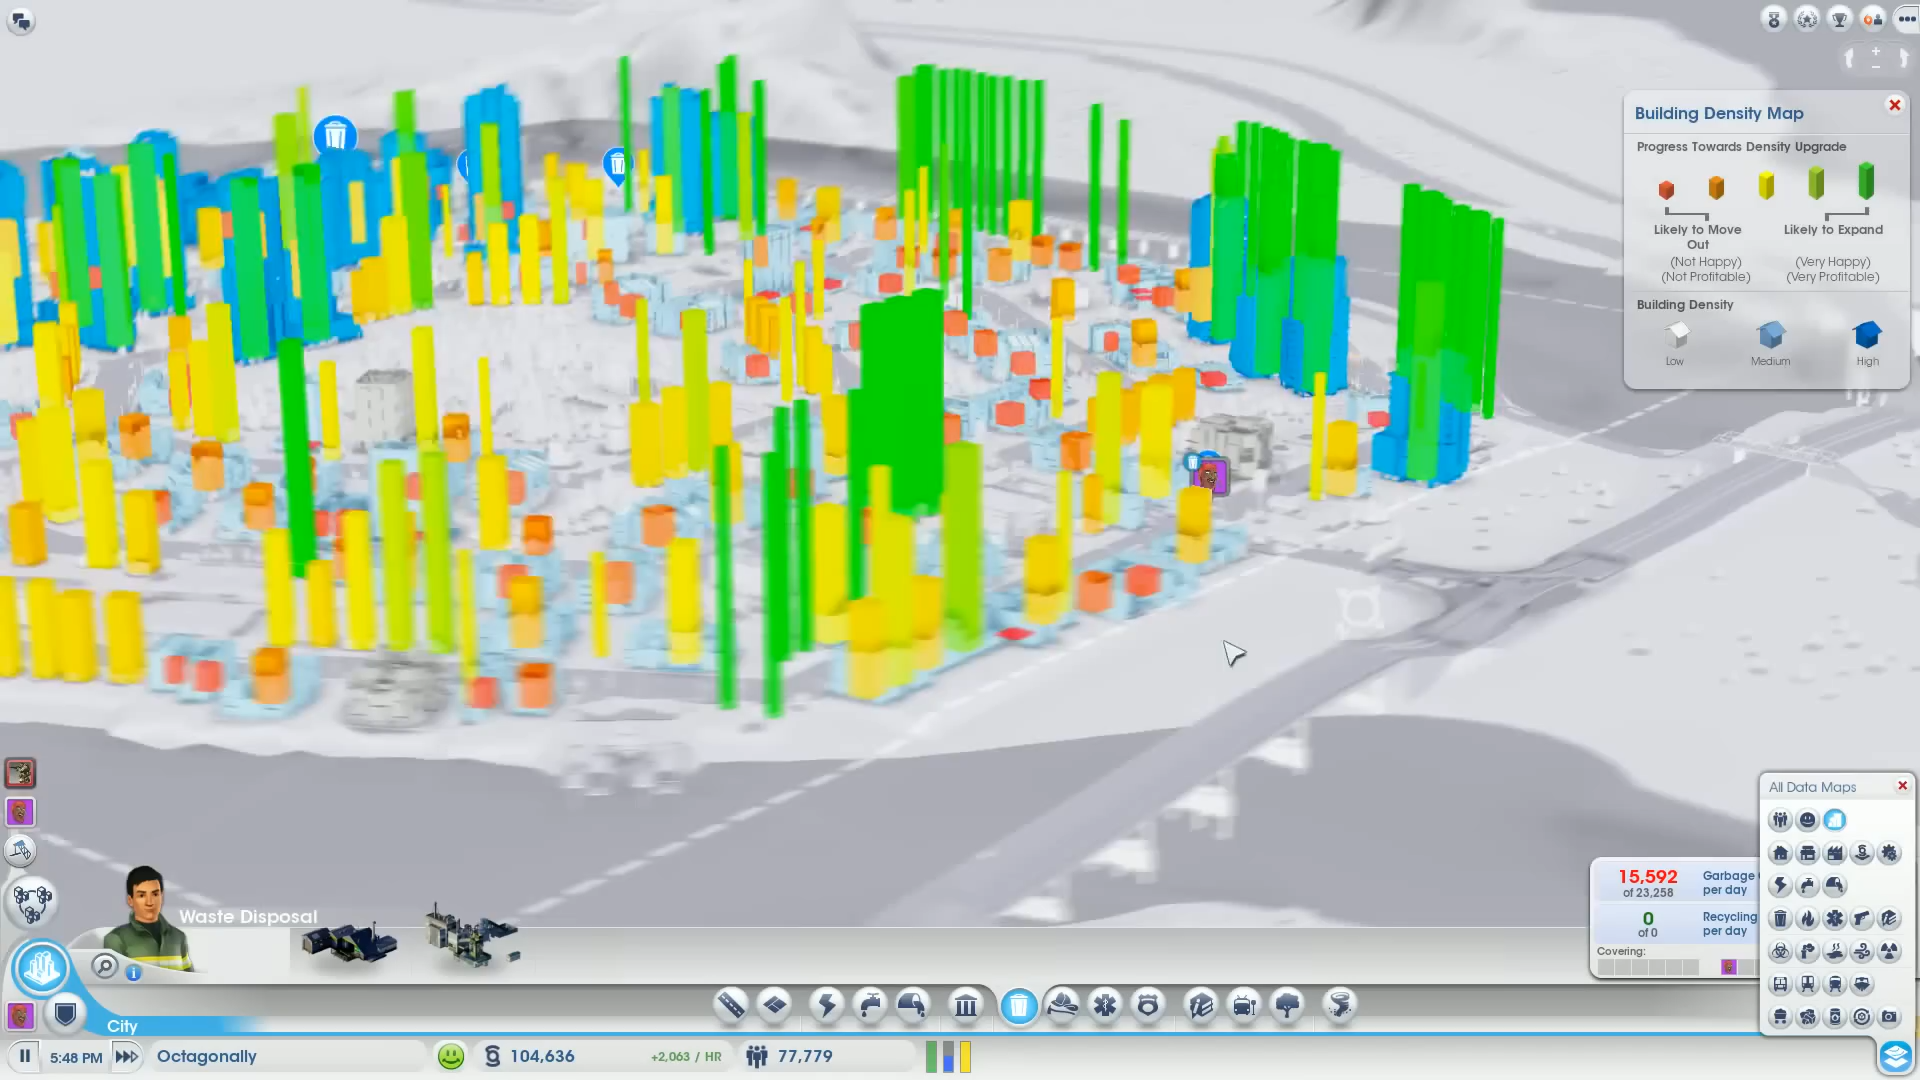 Building Density Map
Progress Towards Density Upgrade
Likely to Move Out
Likely to Expand
(Not Happy)
(Not Profitable)
(Very Happy)
(Very Profitable)
Building Density
Low
Medium
High
All Data Maps
15,592
of 23,258
Garbage
per day
0
of 0
Recycling
per day
Covering:
Waste Disposal
City
5:48 PM
Octagonally
104,636
+2,063 / HR
77,779